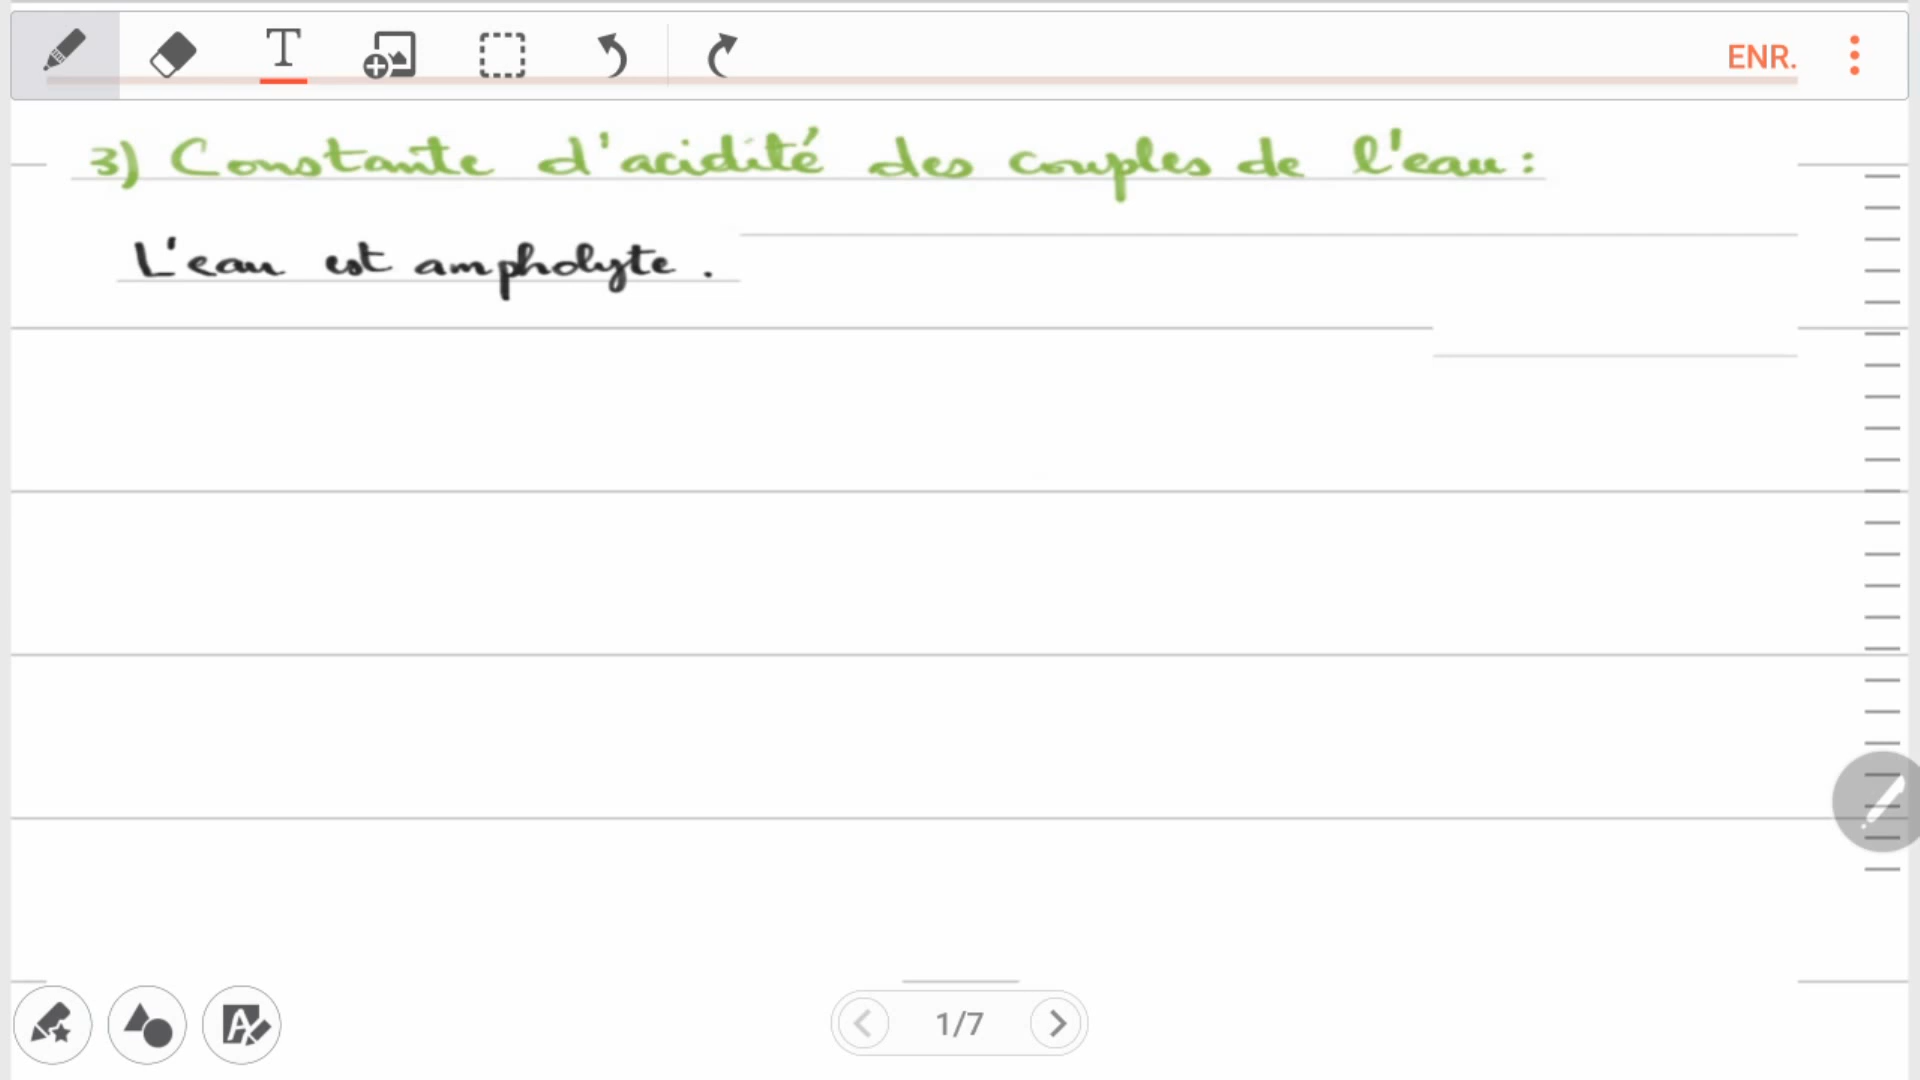 T
ENR.
3) Constante d'acidité des couples de l'eau :
L'eau est ampholyte .
A
1/7